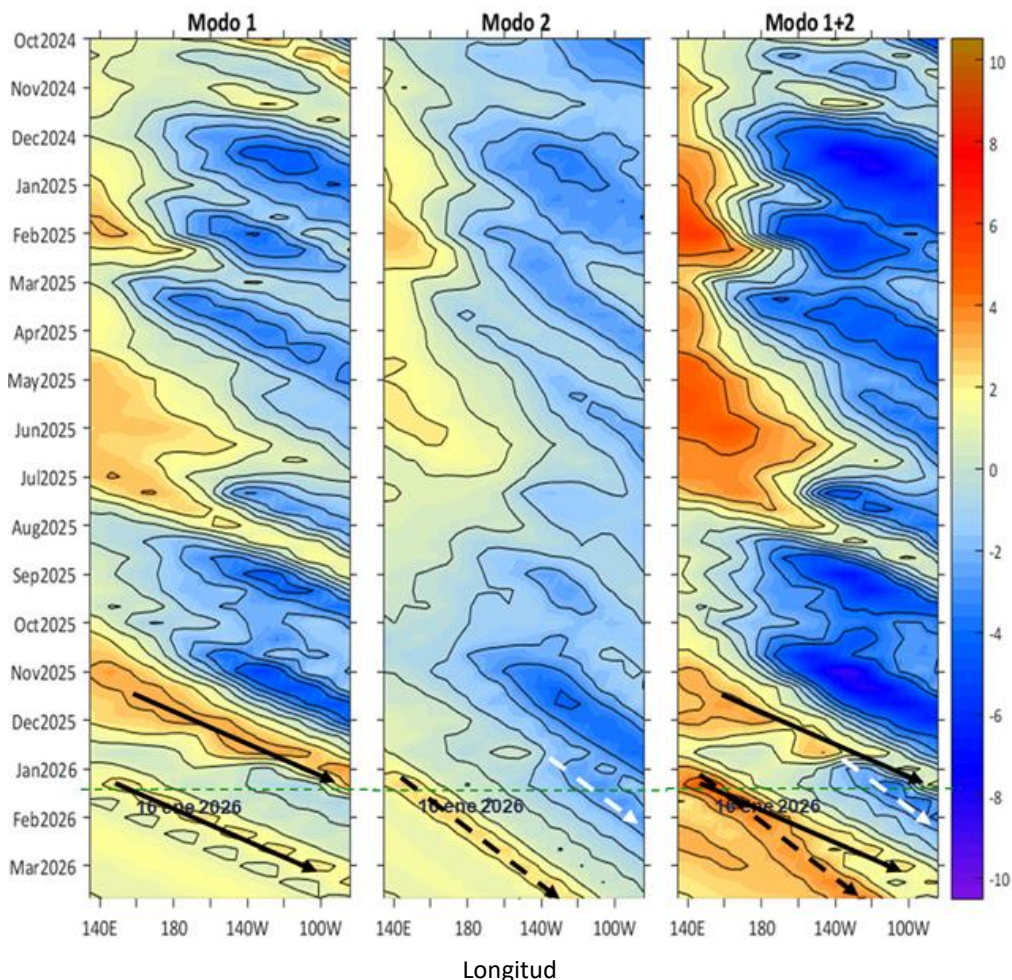 Modo 1
Modo 2
Modo 1+2
Oct2024
Nov2024
Dec2024
Jan2025
Feb2025
Mar2025
Apr2025
May2025
Jun2025
Jul2025
Aug2025
Sep2025
Oct2025
Nov2025
Dec2025
Jan2026
Feb2026
Mar2026
16 ene 2026
16 ene 2026
16 ene 2026
140E 180 140W 100W
140E 180 140W 100W
140E 180 140W 100W
10
8
6
4
2
0
-2
-4
-6
-8
-10
Longitud